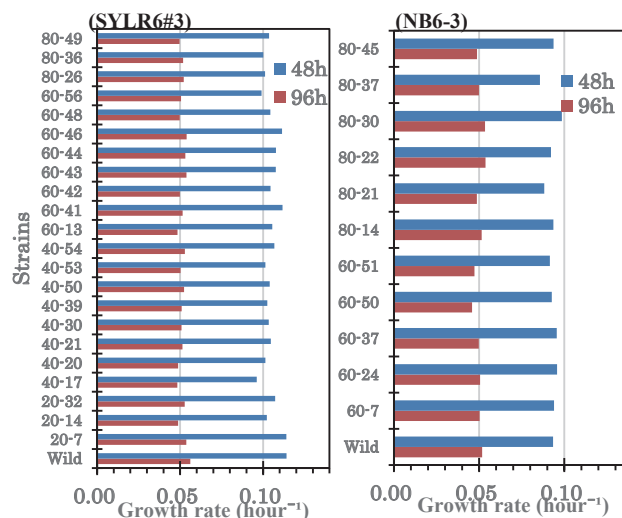 (SYLR6#3)
80-49
80-36
80-26
60-56
60-48
60-46
60-44
60-43
60-42
60-41
60-13
40-54
40-53
40-50
40-39
40-30
40-21
40-20
40-17
20-32
20-14
20-7
Wild
Strains
48h
96h
0.00 0.05 0.10
Growth rate (hour⁻¹)
(NB6-3)
80-45
80-37
80-30
80-22
80-21
80-14
60-51
60-50
60-37
60-24
60-7
Wild
48h
96h
0.00 0.05 0.10
Growth rate (hour⁻¹)